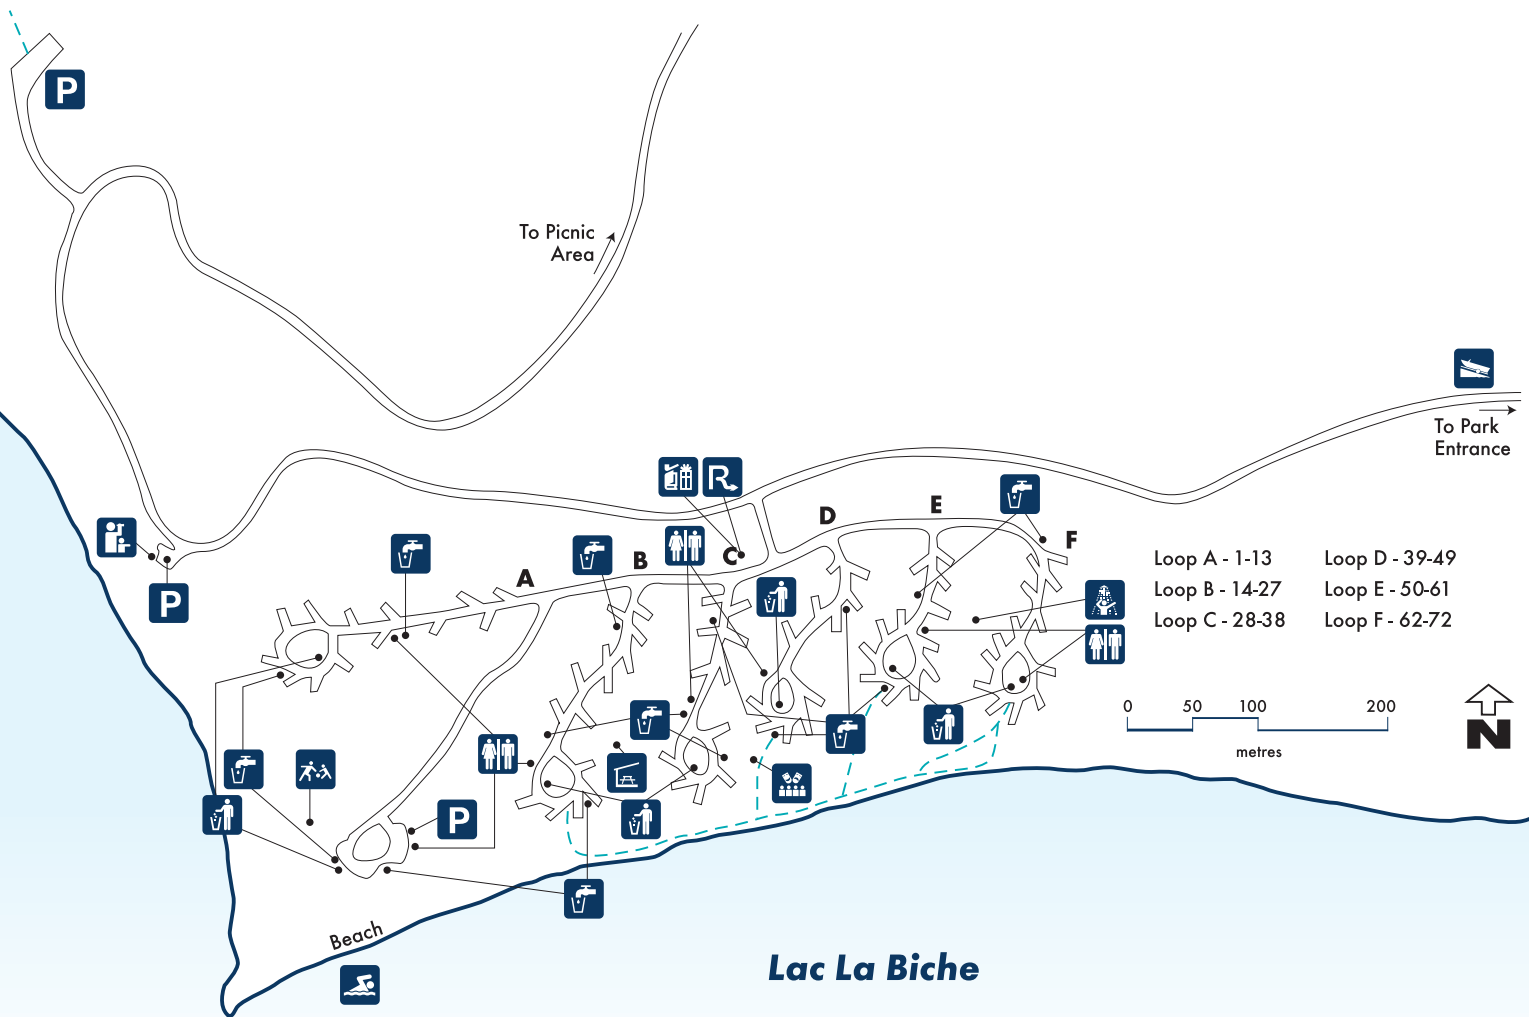 P
To Picnic
Area
To Park
Entrance
R
E
D
F
C
B
A
P
Loop A - 1-13
Loop B - 14-27
Loop C - 28-38
Loop D - 39-49
Loop E - 50-61
Loop F - 62-72
0 50 100 200
metres
N
P
Beach
Lac La Biche